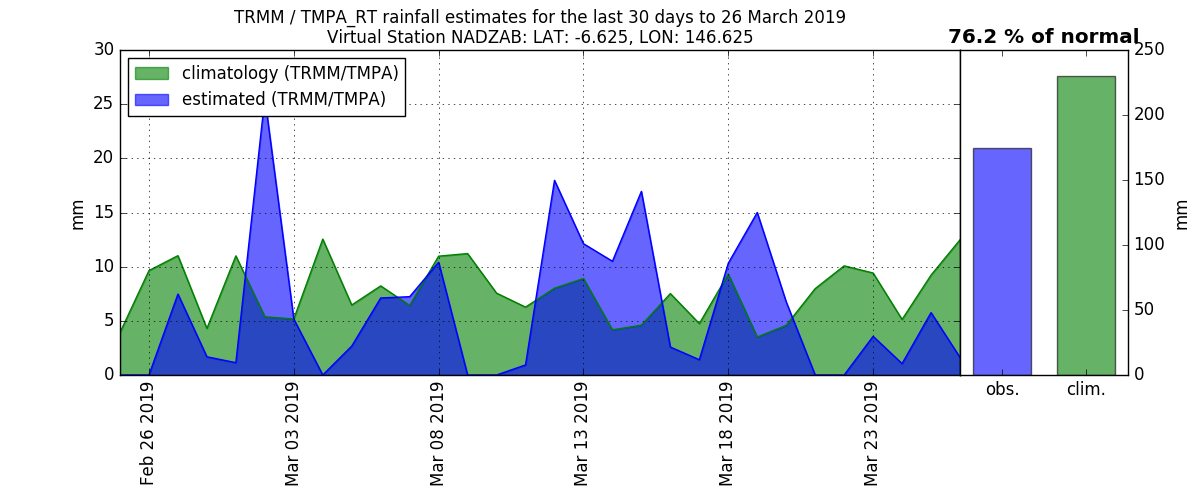 TRMM / TMPA_RT rainfall estimates for the last 30 days to 26 March 2019
Virtual Station NADZAB: LAT: -6.625, LON: 146.625
76.2 % of normal
climatology (TRMM/TMPA)
estimated (TRMM/TMPA)
30
25
20
15
10
5
0
mm
Feb 26 2019
Mar 03 2019
Mar 08 2019
Mar 13 2019
Mar 18 2019
Mar 23 2019
250
200
150
100
50
0
mm
obs.
clim.